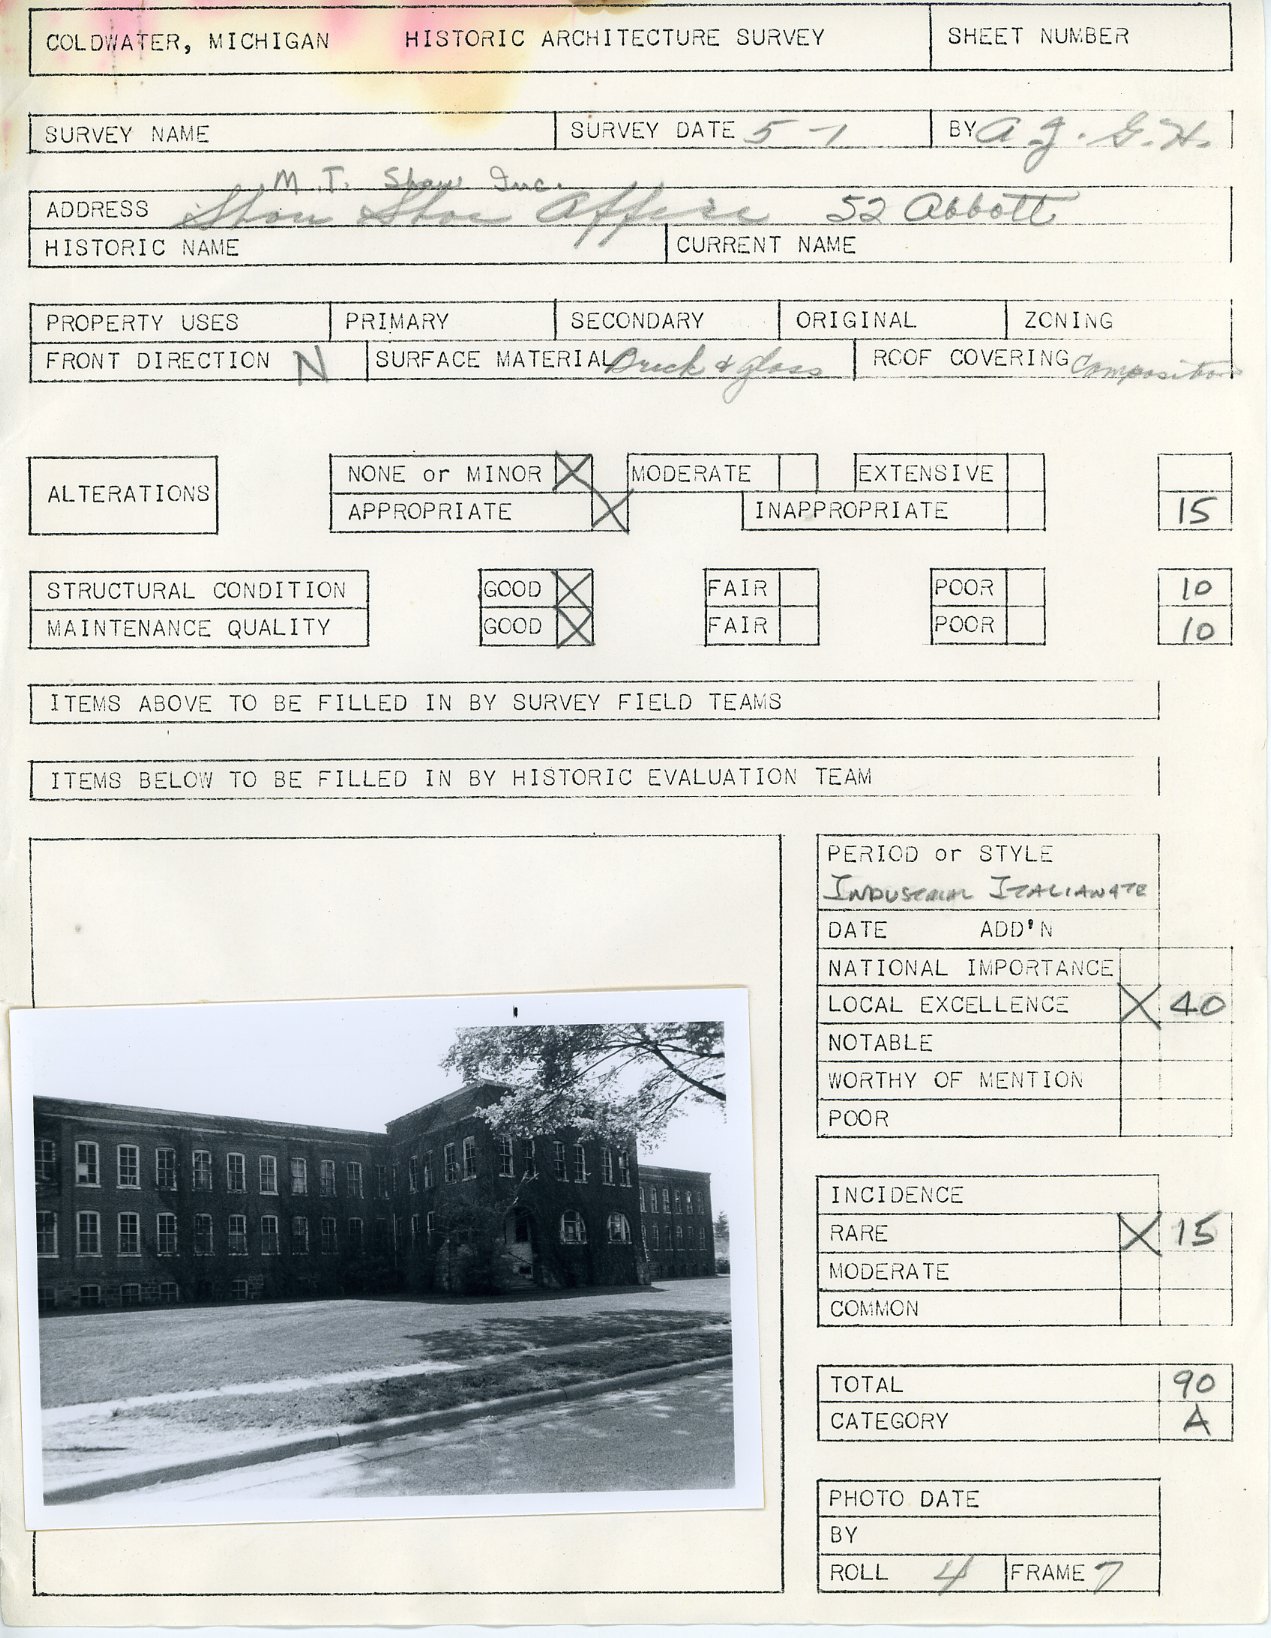 COLDWATER, MICHIGAN HISTORIC ARCHITECTURE SURVEY SHEET NUMBER
SURVEY NAME SURVEY DATE 5-1 BY A J. G.H.
M.T. Shaw Inc.
ADDRESS Shaw Shoe Office 52 Abbott
HISTORIC NAME CURRENT NAME
PROPERTY USES PRIMARY SECONDARY ORIGINAL ZONING
FRONT DIRECTION N SURFACE MATERIAL Brick & glass ROOF COVERING Composition
NONE or MINOR X MODERATE EXTENSIVE
ALTERATIONS
APPROPRIATE X INAPPROPRIATE 15
STRUCTURAL CONDITION GOOD X FAIR POOR 10
MAINTENANCE QUALITY GOOD X FAIR POOR 10
ITEMS ABOVE TO BE FILLED IN BY SURVEY FIELD TEAMS
ITEMS BELOW TO BE FILLED IN BY HISTORIC EVALUATION TEAM
PERIOD or STYLE
INDUSTRIAL ITALIANATE
DATE ADD'N
NATIONAL IMPORTANCE
LOCAL EXCELLENCE X 40
NOTABLE
WORTHY OF MENTION
POOR
INCIDENCE
RARE X 15
MODERATE
COMMON
TOTAL 90
CATEGORY A
PHOTO DATE
BY
ROLL 4 FRAME 7